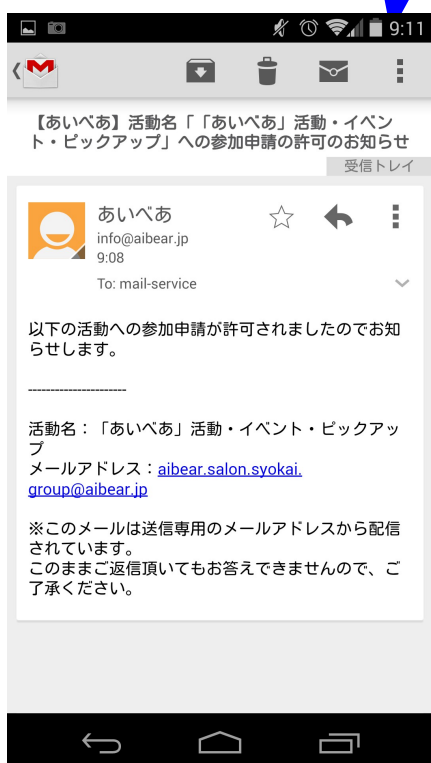 9:11
【あいべあ】活動名「「あいべあ」活動・イベン
ト・ピックアップ」への参加申請の許可のお知らせ
受信トレイ
あいべあ
info@aibear.jp
9:08
To: mail-service
以下の活動への参加申請が許可されましたのでお知
らせします。
----------------------
活動名：「あいべあ」活動・イベント・ピックアッ
プ
メールアドレス：aibear.salon.syokai.
group@aibear.jp
※このメールは送信専用のメールアドレスから配信
されています。
このままご返信頂いてもお答えできませんので、ご
了承ください。